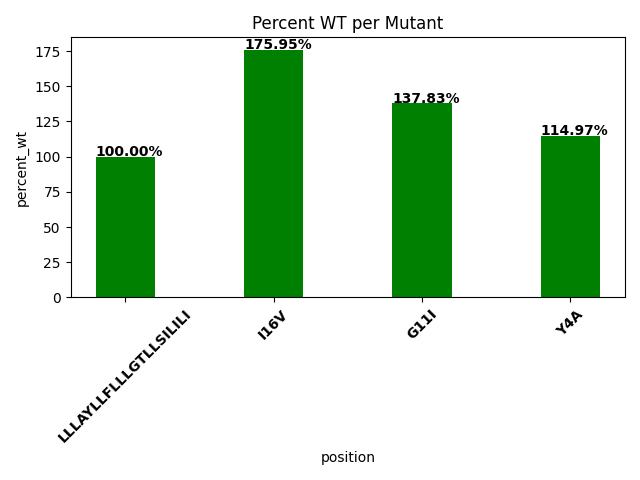 Percent WT per Mutant
percent_wt
175
150
125
100
75
50
25
0
100.00%
175.95%
137.83%
114.97%
LLLAYLLFLLLGTLLSILILI
I16V
G11I
Y4A
position